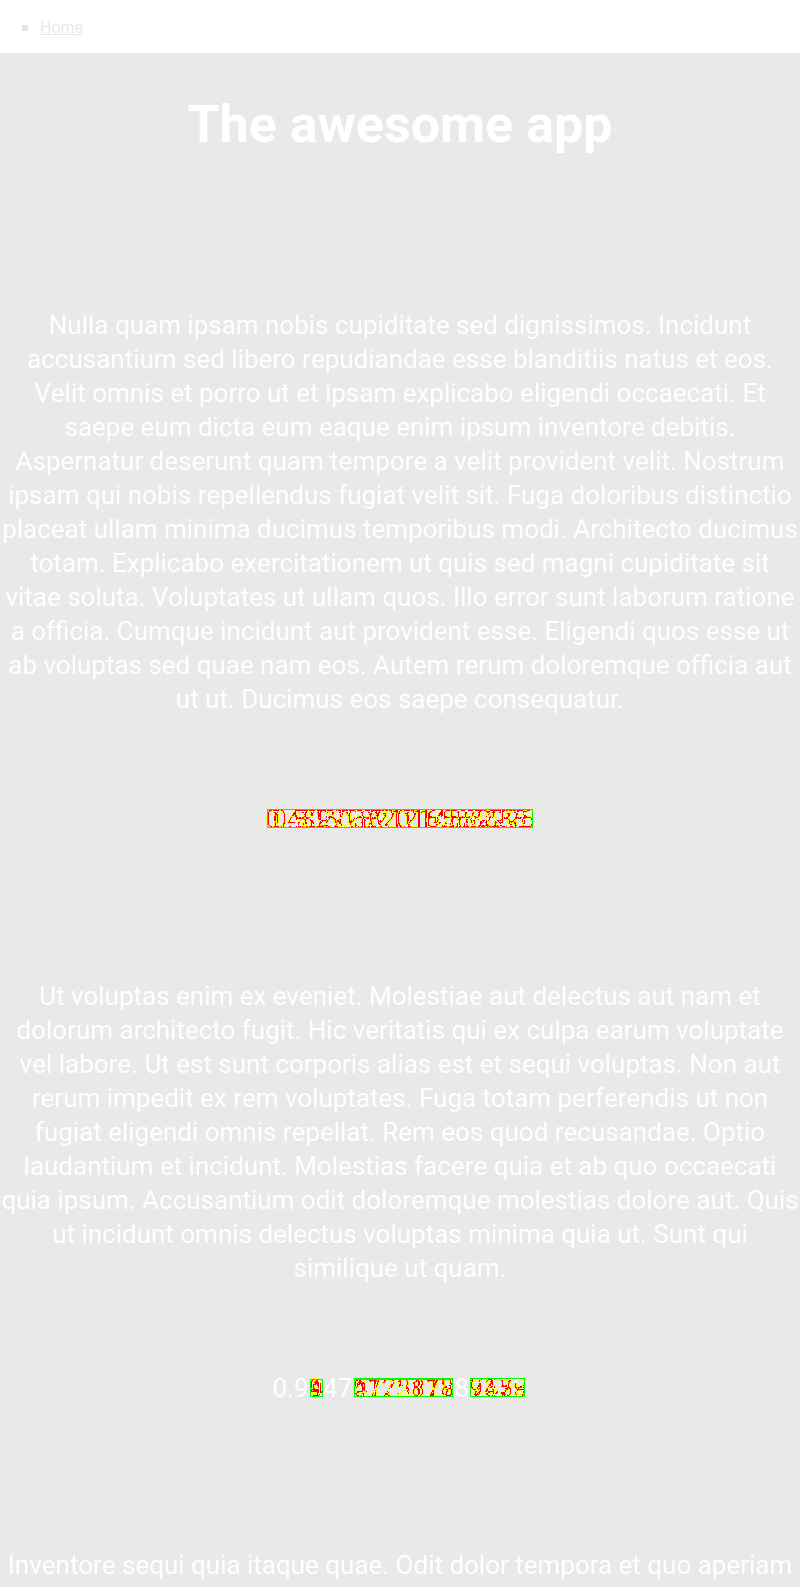 Home
The awesome app
Nulla quam ipsam nobis cupiditate sed dignissimos. Incidunt
accusantium sed libero repudiandae esse blanditiis natus et eos.
Velit omnis et porro ut et ipsam explicabo eligendi occaecati. Et
saepe eum dicta eum eaque enim ipsum inventore debitis.
Aspernatur deserunt quam tempore a velit provident velit. Nostrum
ipsam qui nobis repellendus fugiat velit sit. Fuga doloribus distinctio
placeat ullam minima ducimus temporibus modi. Architecto ducimus
totam. Explicabo exercitationem ut quis sed magni cupiditate sit
vitae soluta. Voluptates ut ullam quos. Illo error sunt laborum ratione
a officia. Cumque incidunt aut provident esse. Eligendi quos esse ut
ab voluptas sed quae nam eos. Autem rerum doloremque officia aut
ut ut. Ducimus eos saepe consequatur.
Ut voluptas enim ex eveniet. Molestiae aut delectus aut nam et
dolorum architecto fugit. Hic veritatis qui ex culpa earum voluptate
vel labore. Ut est sunt corporis alias est et sequi voluptas. Non aut
rerum impedit ex rem voluptates. Fuga totam perferendis ut non
fugiat eligendi omnis repellat. Rem eos quod recusandae. Optio
laudantium et incidunt. Molestias facere quia et ab quo occaecati
quia ipsum. Accusantium odit doloremque molestias dolore aut. Quis
ut incidunt omnis delectus voluptas minima quia ut. Sunt qui
similique ut quam.
Inventore sequi quia itaque quae. Odit dolor tempora et quo aperiam